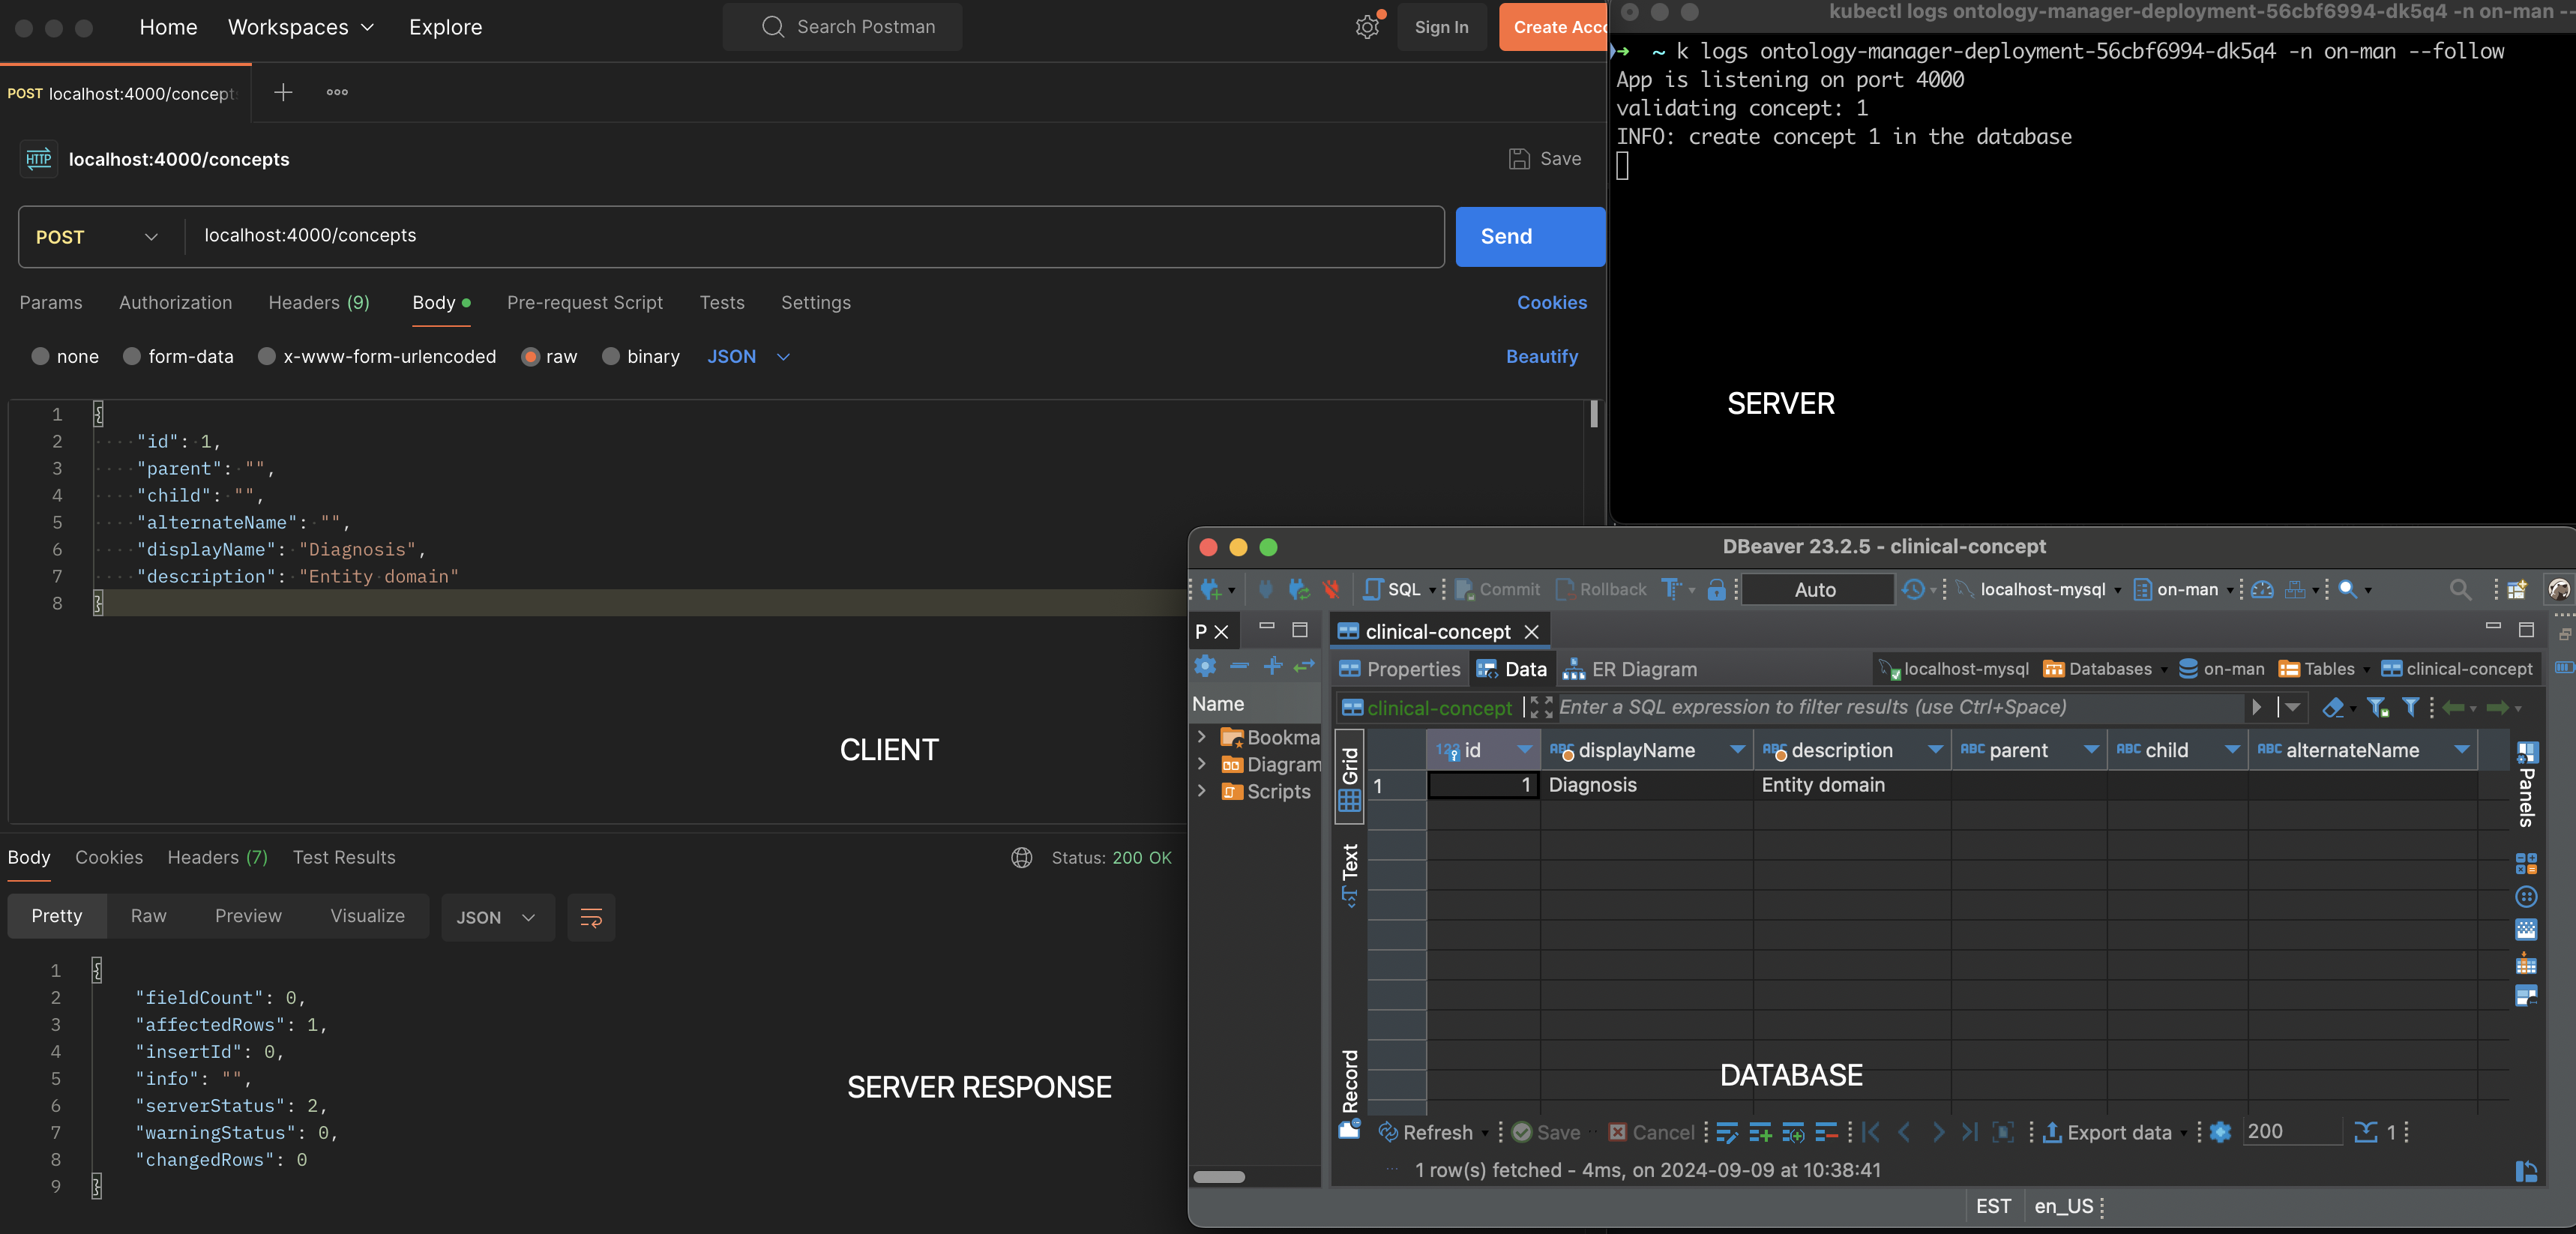 Home Workspaces Explore Search Postman Sign In Create Acco
POST localhost:4000/concept
HTTP localhost:4000/concepts Save
POST localhost:4000/concepts Send
Params Authorization Headers (9) Body Pre-request Script Tests Settings Cookies
none form-data x-www-form-urlencoded raw binary JSON Beautify
1 {
2 "id": 1,
3 "parent": "",
4 "child": "",
5 "alternateName": "",
6 "displayName": "Diagnosis",
7 "description": "Entity domain"
8 }
CLIENT
Body Cookies Headers (7) Test Results Status: 200 OK
Pretty Raw Preview Visualize JSON
1 {
2 "fieldCount": 0,
3 "affectedRows": 1,
4 "insertId": 0,
5 "info": "",
6 "serverStatus": 2,
7 "warningStatus": 0,
8 "changedRows": 0
9 }
SERVER RESPONSE
kubectl logs ontology-manager-deployment-56cbf6994-dk5q4 -n on-man --
➜ ~ k logs ontology-manager-deployment-56cbf6994-dk5q4 -n on-man --follow
App is listening on port 4000
validating concept: 1
INFO: create concept 1 in the database
SERVER
DBeaver 23.2.5 - clinical-concept
SQL Commit Rollback Auto localhost-mysql on-man
P clinical-concept
Properties Data ER Diagram localhost-mysql Databases on-man Tables clinical-concept
Name
Bookma
Diagram
Scripts
clinical-concept Enter a SQL expression to filter results (use Ctrl+Space)
Grid
Text
Record
123 id ABC displayName ABC description ABC parent ABC child ABC alternateName
1 1 Diagnosis Entity domain
Panels
DATABASE
Refresh Save Cancel Export data 200 1
1 row(s) fetched - 4ms, on 2024-09-09 at 10:38:41
EST en_US